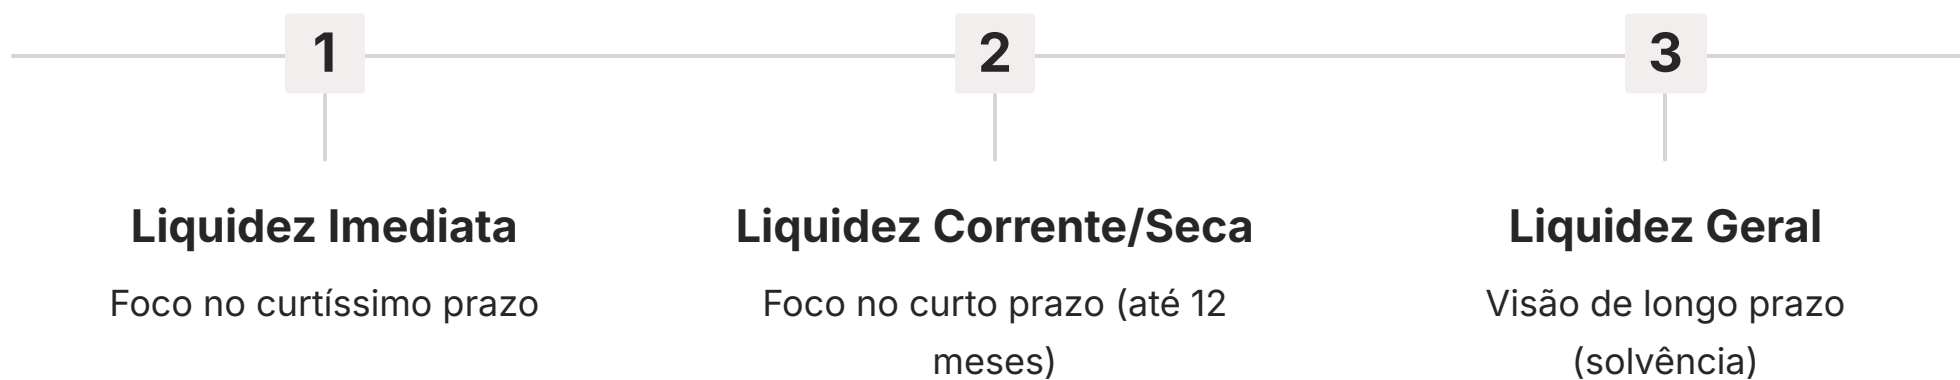 1
Liquidez Imediata
Foco no curtíssimo prazo
2
Liquidez Corrente/Seca
Foco no curto prazo (até 12
meses)
3
Liquidez Geral
Visão de longo prazo
(solvência)